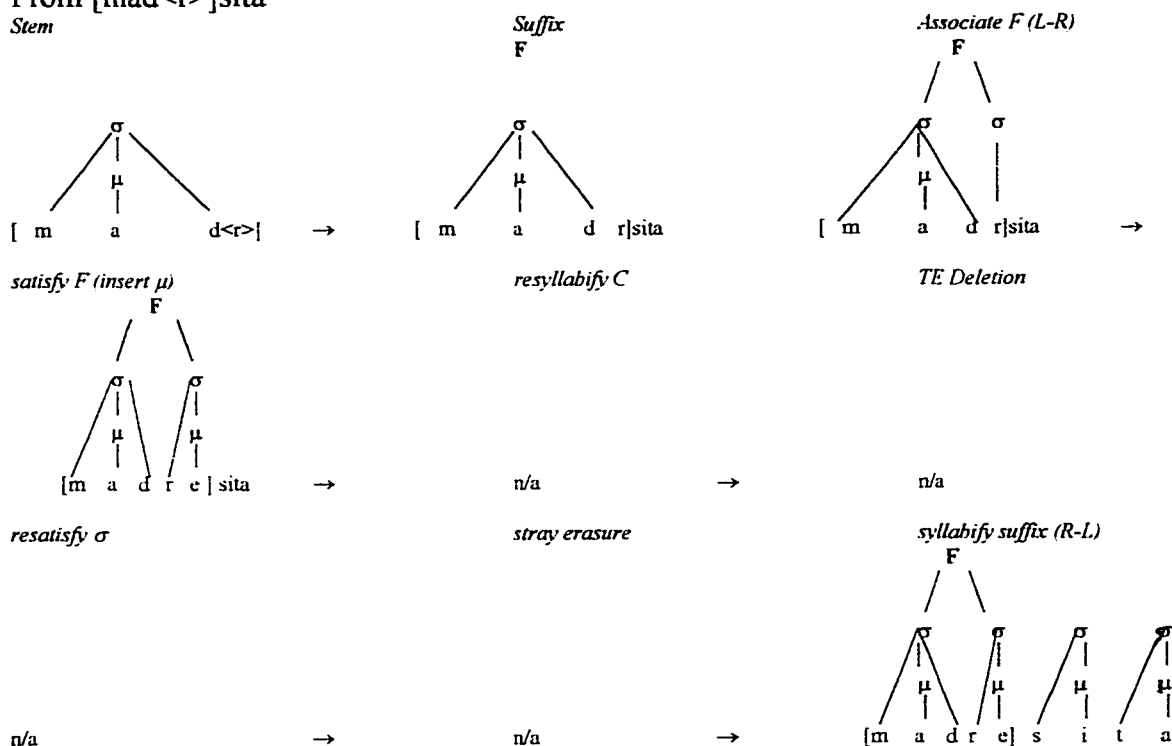 From [mad<r>]sita
Stem Suffix Associate F (L-R)
F F
σ σ σ σ
μ μ μ
[ m a d<r>[ → [ m a d r]sita [ m a d r]sita →
satisfy F (insert μ) resyllabify C TE Deletion
F
σ σ
μ μ
[m a d r e ] sita → n/a → n/a
resatisfy σ stray erasure syllabify suffix (R-L)
F
σ σ σ σ
μ μ μ μ
n/a → n/a → [m a d r e] s i t a